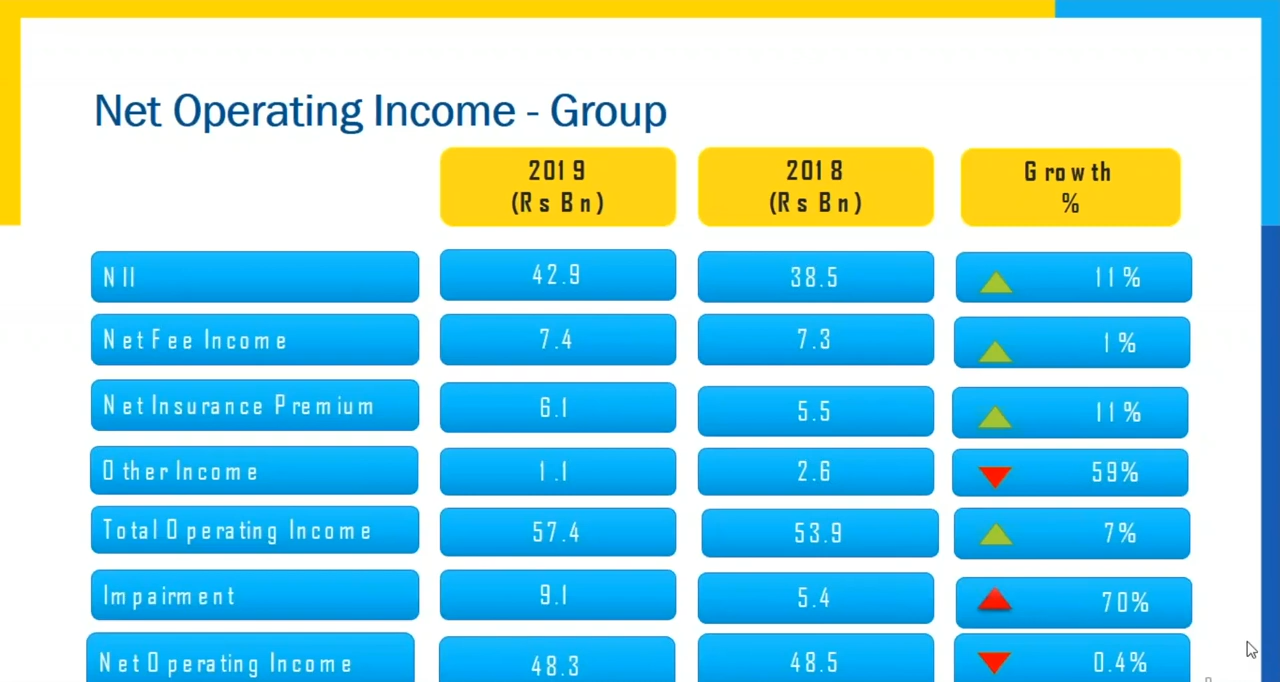 Net Operating Income - Group
2019 2018 Growth
(Rs Bn) (Rs Bn) %
NII 42.9 38.5 11%
Net Fee Income 7.4 7.3 1%
Net Insurance Premium 6.1 5.5 11%
Other Income 1.1 2.6 59%
Total Operating Income 57.4 53.9 7%
Impairment 9.1 5.4 70%
Net Operating Income 48.3 48.5 0.4%